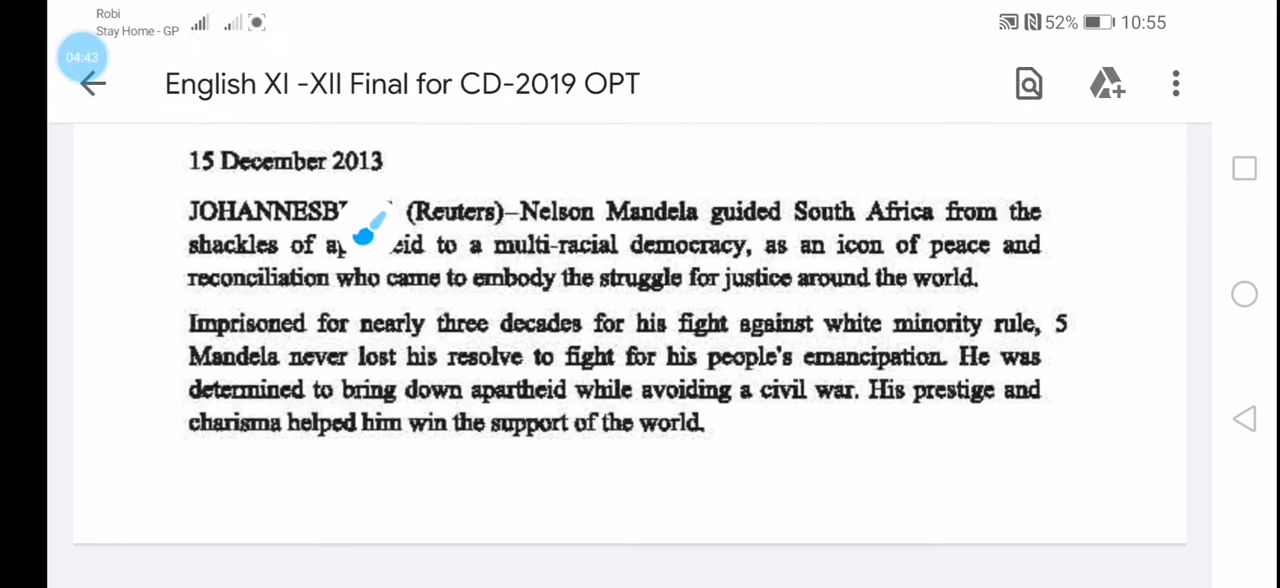 Robi
Stay Home - GP
52% 10:55
04:43
English XI -XII Final for CD-2019 OPT
15 December 2013
(Reuters)–Nelson Mandela guided South Africa from the
shackles of to a multi-racial democracy, as an icon of peace and
reconciliation who came to embody the struggle for justice around the world.
Imprisoned for nearly three decades for his fight against white minority rule, 5
Mandela never lost his resolve to fight for his people's emancipation. He was
determined to bring down apartheid while avoiding a civil war. His prestige and
charisma helped him win the support of the world.